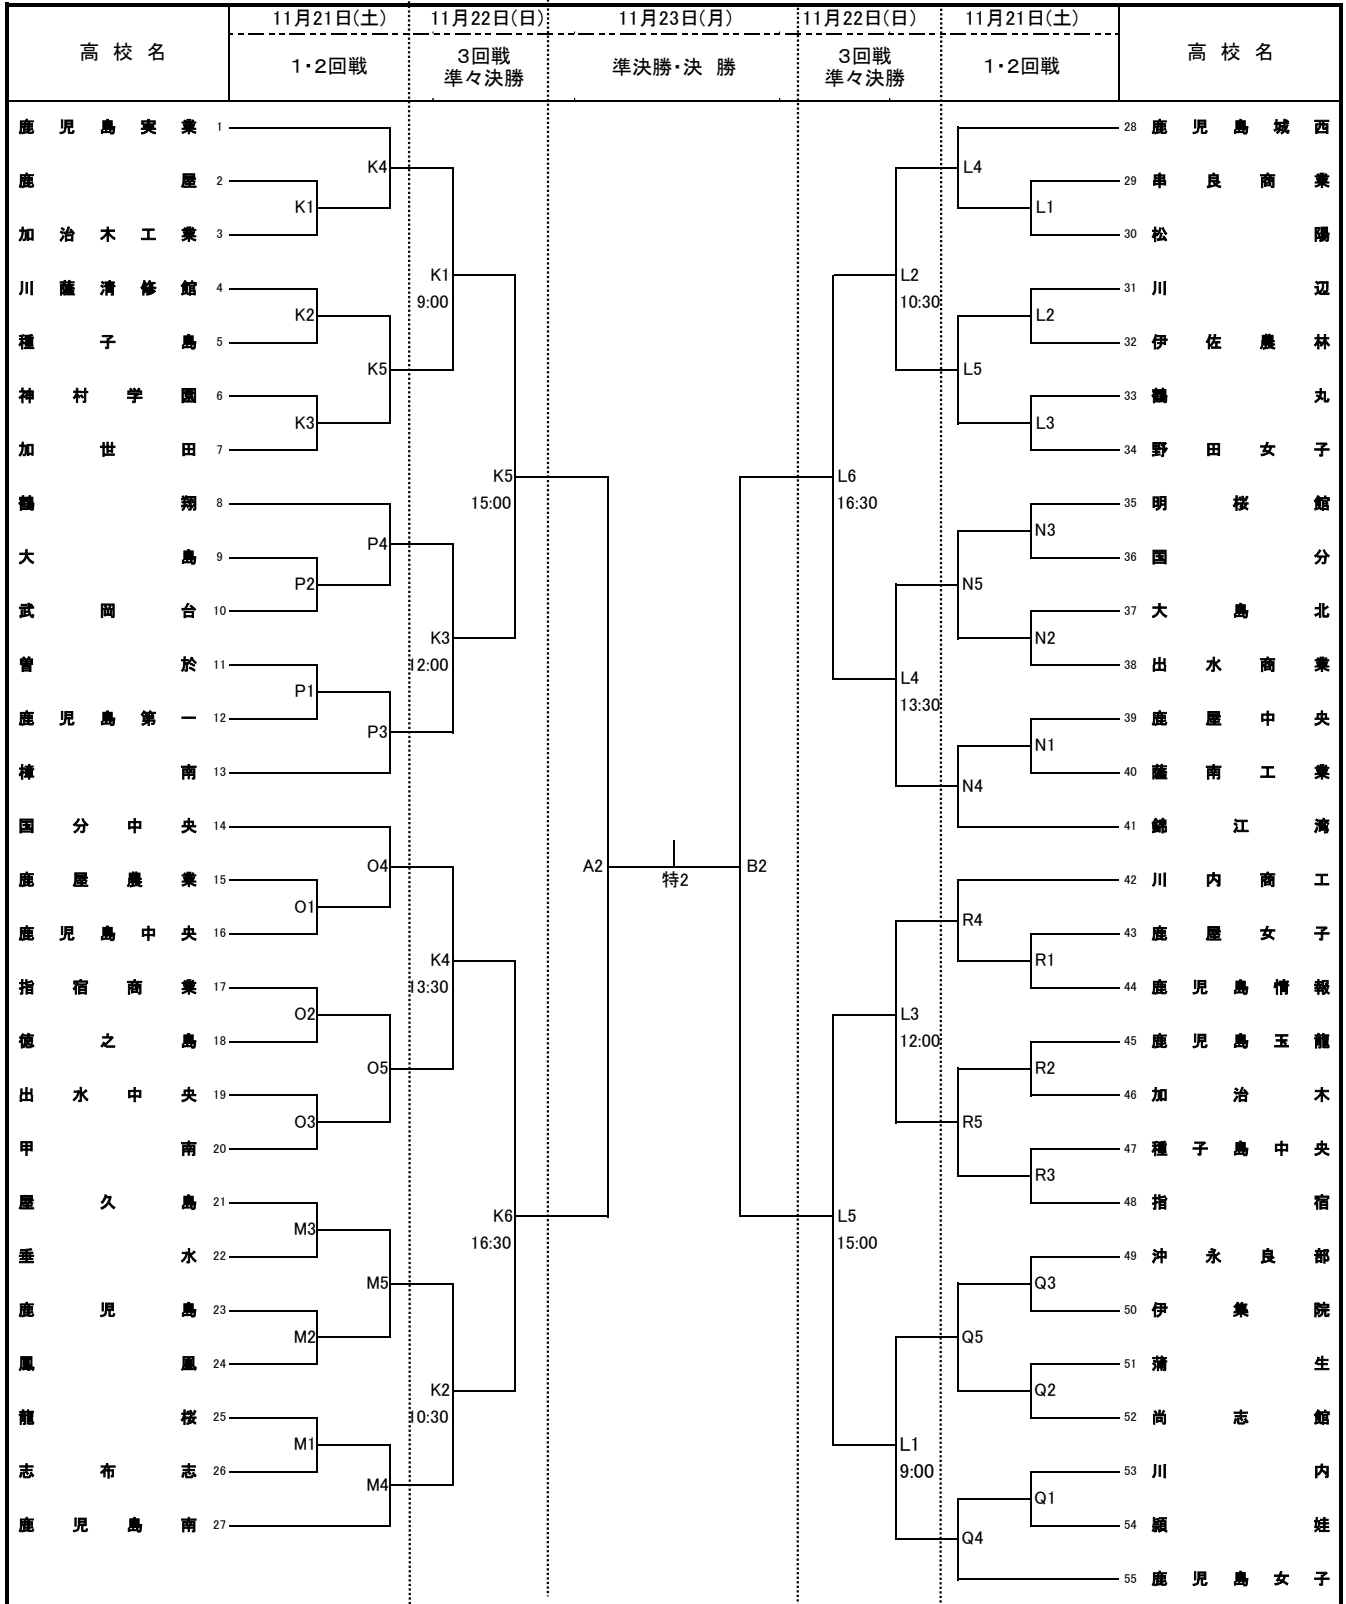 11月21日(土) 11月22日(日) 11月23日(月) 11月22日(日) 11月21日(土)
高校名 1・2回戦 3回戦 準決勝・決勝 3回戦 1・2回戦 高校名
準々決勝 準々決勝
鹿児島実業 1
鹿屋 2
加治木工業 3
川薩清修館 4
種子島 5
神村学園 6
加世田 7
鶴翔 8
大島 9
武岡台 10
曽於 11
鹿児島第一 12
樟南 13
国分中央 14
鹿屋農業 15
鹿児島中央 16
指宿商業 17
徳之島 18
出水中央 19
甲南 20
屋久島 21
垂水 22
鹿児島 23
鳳凰 24
龍桜 25
志布志 26
鹿児島南 27
K1
K2
K3
P2
P1
O1
O2
O3
M3
M2
M1
K4
K5
P4
P3
O4
O5
M5
M4
K1
9:00
K3
12:00
K4
13:30
K2
10:30
K5
15:00
K6
16:30
A2
特2
B2
L6
16:30
L5
15:00
L2
10:30
L4
13:30
L3
12:00
L1
9:00
L4
L5
N5
N4
R4
R5
Q5
Q4
L1
L2
L3
N3
N2
N1
R1
R2
R3
Q3
Q2
Q1
28 鹿児島城西
29 串良商業
30 松陽
31 川辺
32 伊佐農林
33 鶴丸
34 野田女子
35 明桜館
36 国分
37 大島北
38 出水商業
39 鹿屋中央
40 薩南工業
41 錦江湾
42 川内商工
43 鹿屋女子
44 鹿児島情報
45 鹿児島玉龍
46 加治木
47 種子島中央
48 指宿
49 沖永良部
50 伊集院
51 蒲生
52 尚志館
53 川内
54 頴娃
55 鹿児島女子